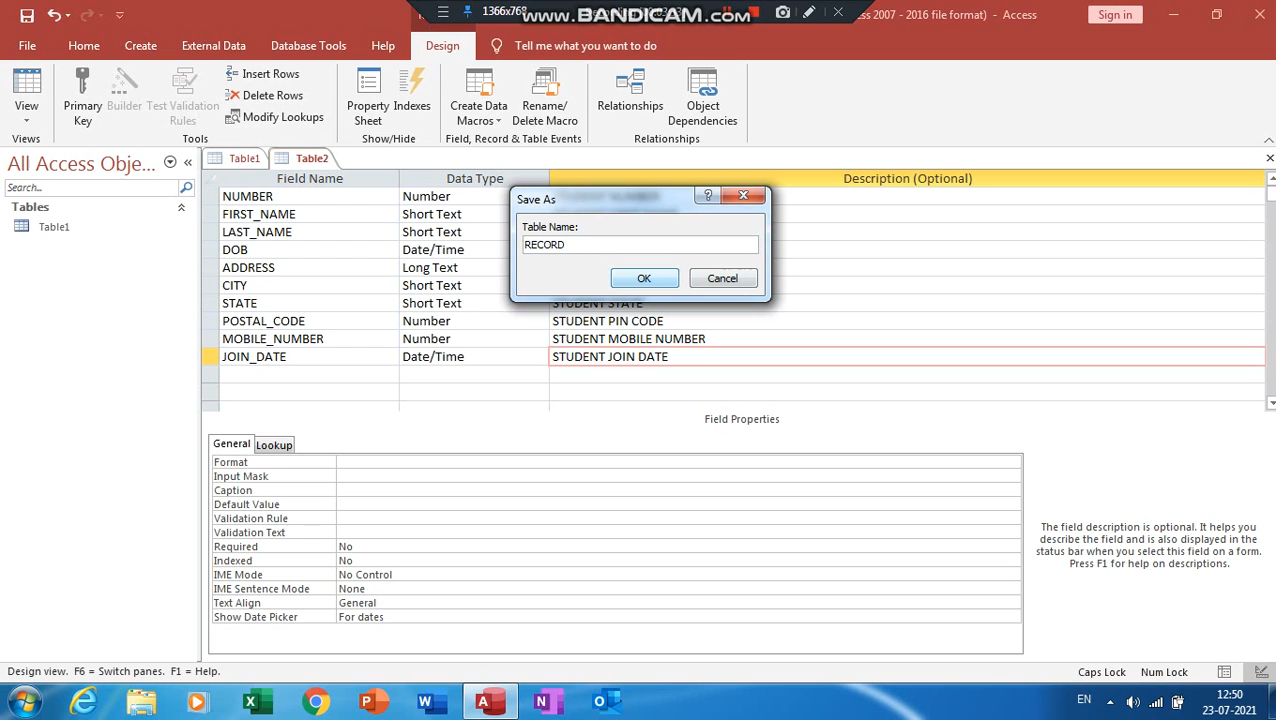 1366x768
www.BANDICAM.com
ess 2007 - 2016 file format) - Access
Sign in
File Home Create External Data Database Tools Help Design Tell me what you want to do
View
Primary Key
Builder
Test Validation Rules
Insert Rows
Delete Rows
Modify Lookups
Property Sheet
Indexes
Create Data Macros
Rename/ Delete Macro
Relationships
Object Dependencies
Views Tools Show/Hide Field, Record & Table Events Relationships
All Access Obje...
Search...
Tables
Table1
Table1 Table2
Field Name Data Type Description (Optional)
NUMBER Number
FIRST_NAME Short Text
LAST_NAME Short Text
DOB Date/Time
ADDRESS Long Text
CITY Short Text
STATE Short Text STUDENT STATE
POSTAL_CODE Number STUDENT PIN CODE
MOBILE_NUMBER Number STUDENT MOBILE NUMBER
JOIN_DATE Date/Time STUDENT JOIN DATE
Save As
Table Name:
RECORD
OK Cancel
Field Properties
General Lookup
Format
Input Mask
Caption
Default Value
Validation Rule
Validation Text
Required No
Indexed No
IME Mode No Control
IME Sentence Mode None
Text Align General
Show Date Picker For dates
The field description is optional. It helps you
describe the field and is also displayed in the
status bar when you select this field on a form.
Press F1 for help on descriptions.
Design view. F6 = Switch panes. F1 = Help.
Caps Lock Num Lock
EN
12:50
23-07-2021